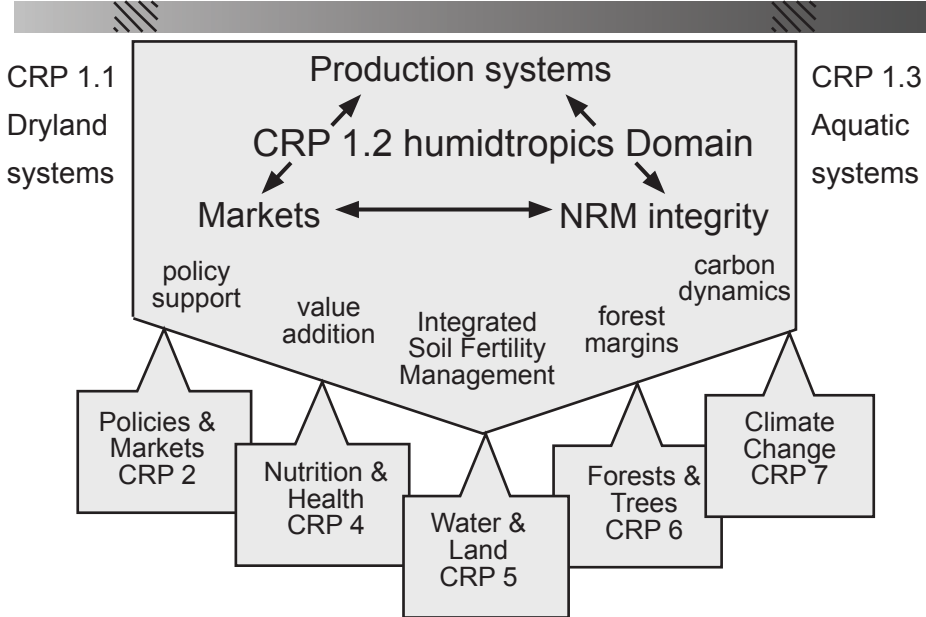 CRP 1.1
Dryland
systems
Production systems
CRP 1.2 humidtropics Domain
Markets
NRM integrity
CRP 1.3
Aquatic
systems
policy
support
value
addition
Integrated
Soil Fertility
Management
forest
margins
carbon
dynamics
Policies &
Markets
CRP 2
Nutrition &
Health
CRP 4
Water &
Land
CRP 5
Forests &
Trees
CRP 6
Climate
Change
CRP 7